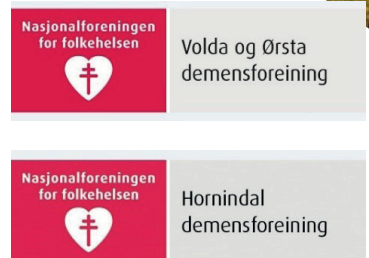 Nasjonalforeningen
for folkehelsen
Volda og Ørsta
demensforeining
Nasjonalforeningen
for folkehelsen
Hornindal
demensforeining